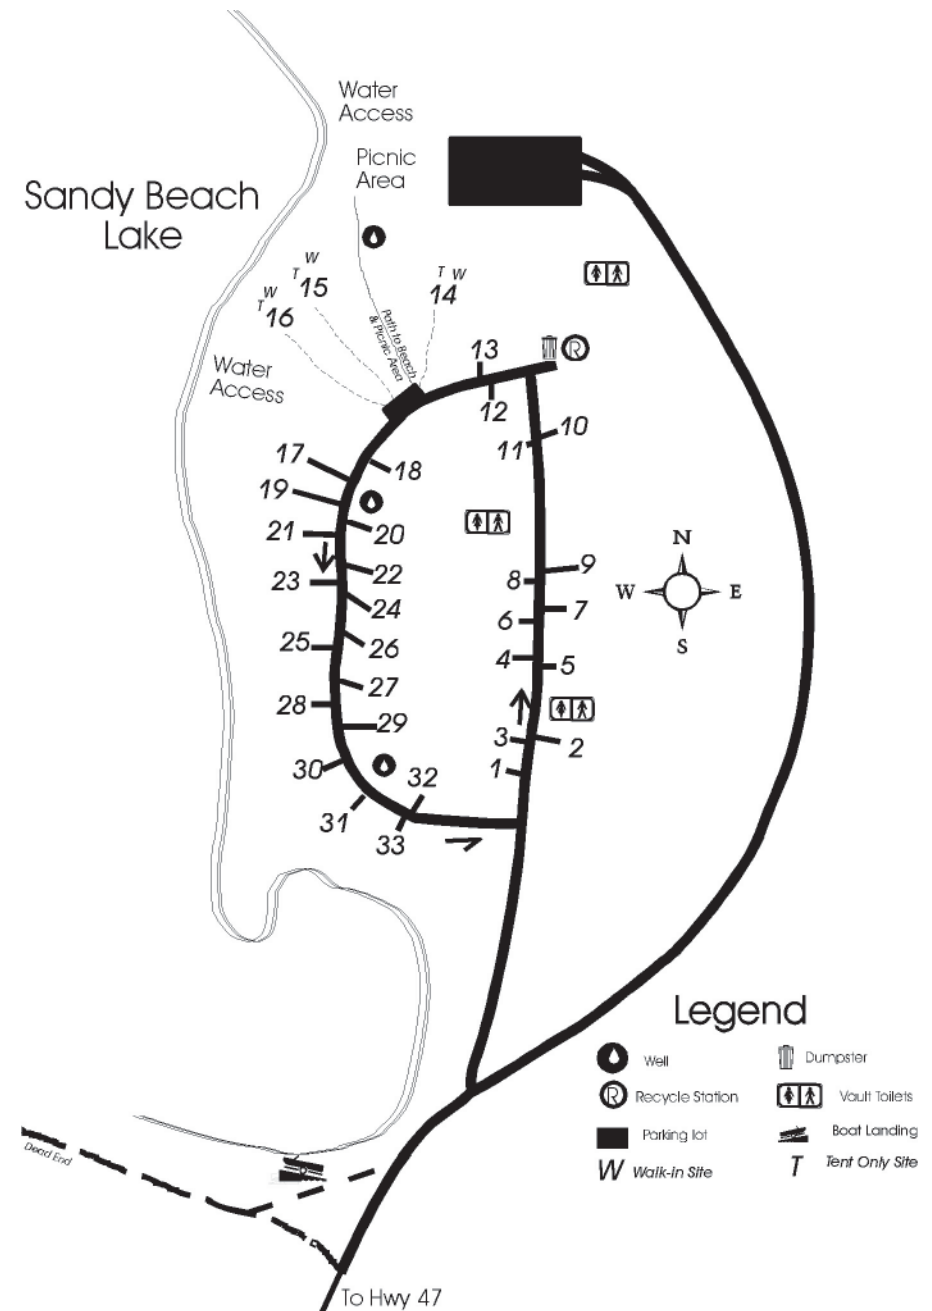 Water
Access
Picnic
Area
Sandy Beach
Lake
W
T
15
T W
14
W
T
16
Path to Beach
& Picnic Area
Water
Access
13
R
12
10
11
17
18
19
20
21
22
9
8
23
24
7
6
25
26
4
5
27
28
29
3
2
1
30
32
31
33
N
W
E
S
Legend
Well
Dumpster
R Recycle Station
Vault Toilets
Parking lot
Boat Landing
W Walk-in Site
T Tent Only Site
Dead End
To Hwy 47